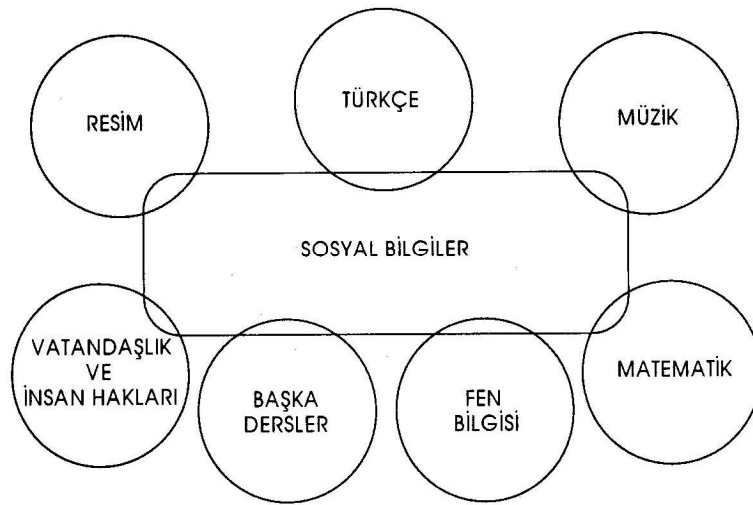 RESİM
TÜRKÇE
MÜZİK
SOSYAL BİLGİLER
VATANDAŞLIK
VE
İNSAN HAKLARI
BAŞKA
DERSLER
FEN
BİLGİSİ
MATEMATİK